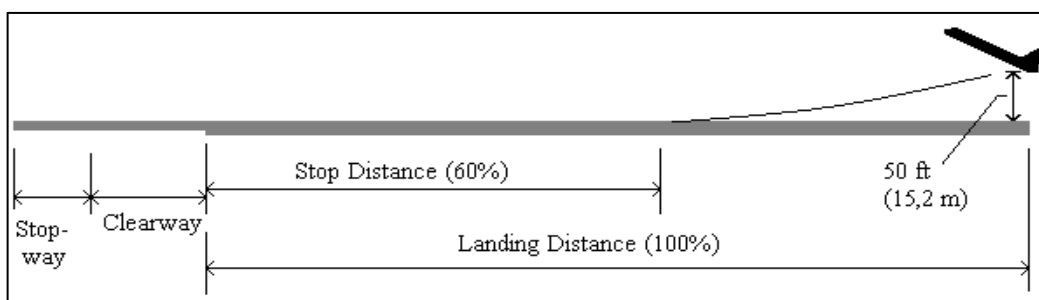 Stop Distance (60%)
50 ft
(15,2 m)
Stop-
way
Clearway
Landing Distance (100%)